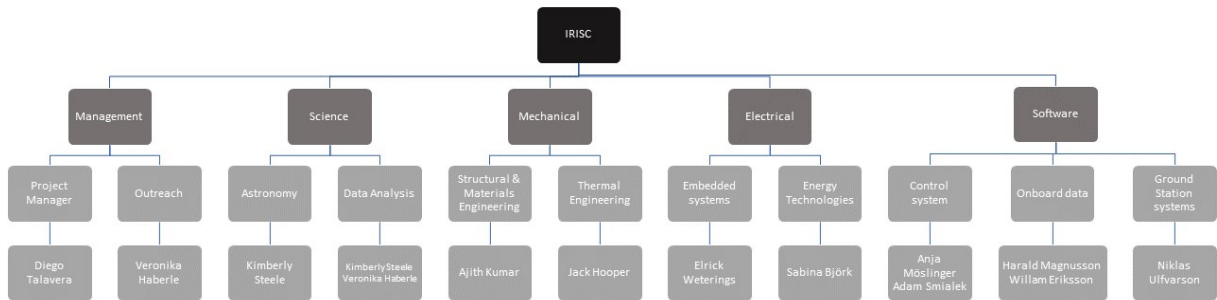 IRISC
Management
Science
Mechanical
Electrical
Software
Project
Manager
Outreach
Astronomy
Data Analysis
Structural &
Materials
Engineering
Thermal
Engineering
Embedded
systems
Energy
Technologies
Control
system
Onboard data
Ground
Station
systems
Diego
Talavera
Veronika
Haberle
Kimberly
Steele
Kimberly Steele
Veronika Haberle
Ajith Kumar
Jack Hooper
Elrick
Weterings
Sabina Björk
Anja
Möslinger
Adam Smialek
Harald Magnusson
Willam Eriksson
Niklas
Ulfvarson